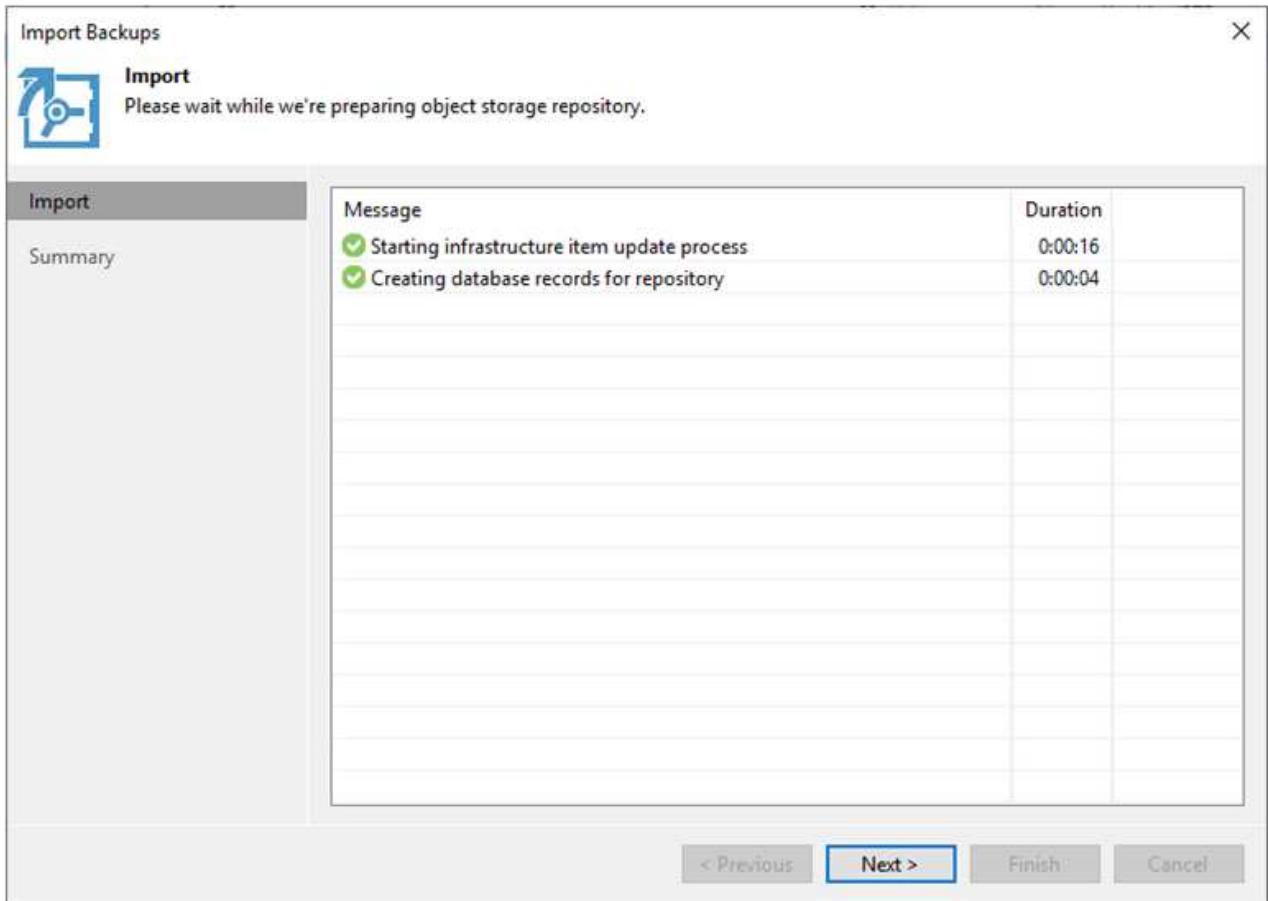 Import Backups
Import
Please wait while we're preparing object storage repository.
Import
Summary
Message Duration
Starting infrastructure item update process 0:00:16
Creating database records for repository 0:00:04
< Previous Next > Finish Cancel